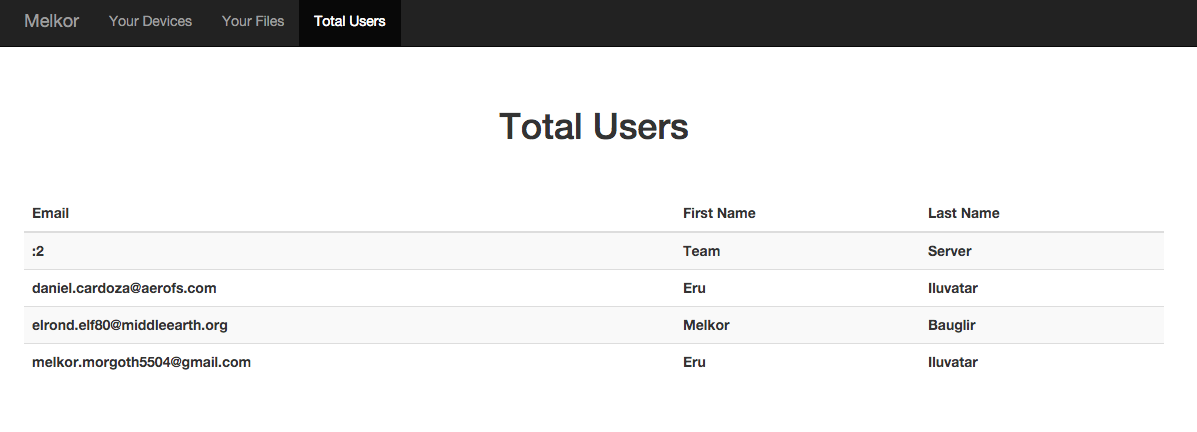 Melkor Your Devices Your Files Total Users
Total Users
Email First Name Last Name
:2 Team Server
daniel.cardoza@aerofs.com Eru Iluvatar
elrond.elf80@middleearth.org Melkor Bauglir
melkor.morgoth5504@gmail.com Eru Iluvatar